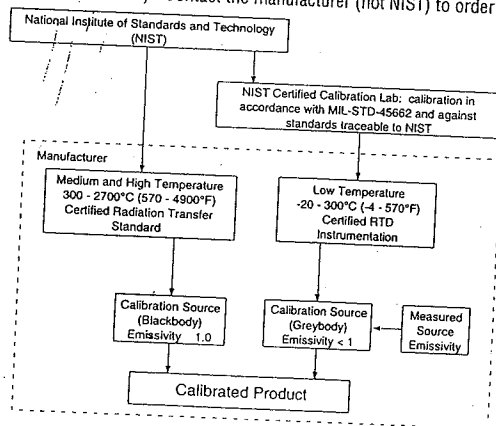 contact the manufacturer (not NIST) to order
National Institute of Standards and Technology
(NIST)
NIST Certified Calibration Lab; calibration in
accordance with MIL-STD-45662 and against
standards traceable to NIST
Manufacturer
Medium and High Temperature
300 - 2700°C (570 - 4900°F)
Certified Radiation Transfer
Standard
Low Temperature
-20 - 300°C (-4 - 570°F)
Certified RTD
Instrumentation
Calibration Source
(Blackbody)
Emissivity 1.0
Calibration Source
(Greybody)
Emissivity < 1
Measured
Source
Emissivity
Calibrated Product